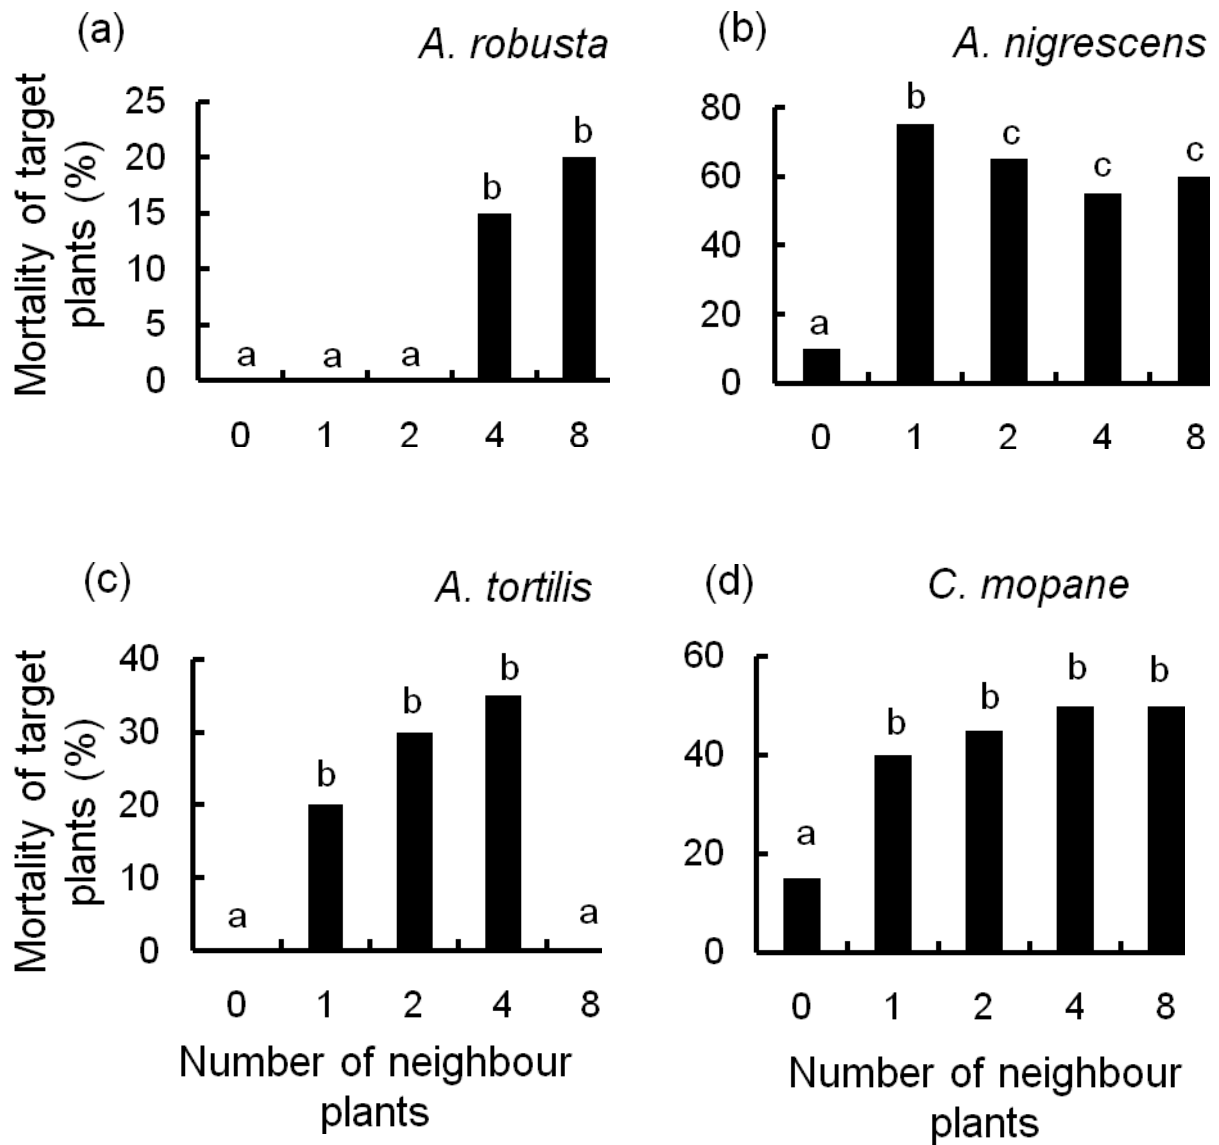 (a)
A. robusta
Mortality of target
plants (%)
25
20
15
10
5
0
a
a
a
b
b
0 1 2 4 8
(b)
A. nigrescens
80
60
40
20
0
a
b
c
c
c
0 1 2 4 8
(c)
A. tortilis
Mortality of target
plants (%)
40
30
20
10
0
a
b
b
b
a
0 1 2 4 8
Number of neighbour
plants
(d)
C. mopane
60
40
20
0
a
b
b
b
b
0 1 2 4 8
Number of neighbour
plants